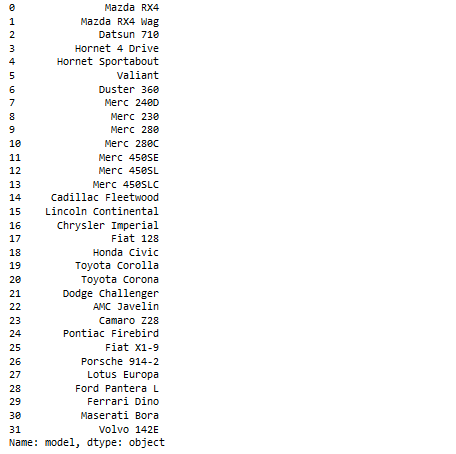 0 Mazda RX4
1 Mazda RX4 Wag
2 Datsun 710
3 Hornet 4 Drive
4 Hornet Sportabout
5 Valiant
6 Duster 360
7 Merc 240D
8 Merc 230
9 Merc 280
10 Merc 280C
11 Merc 450SE
12 Merc 450SL
13 Merc 450SLC
14 Cadillac Fleetwood
15 Lincoln Continental
16 Chrysler Imperial
17 Fiat 128
18 Honda Civic
19 Toyota Corolla
20 Toyota Corona
21 Dodge Challenger
22 AMC Javelin
23 Camaro Z28
24 Pontiac Firebird
25 Fiat X1-9
26 Porsche 914-2
27 Lotus Europa
28 Ford Pantera L
29 Ferrari Dino
30 Maserati Bora
31 Volvo 142E
Name: model, dtype: object